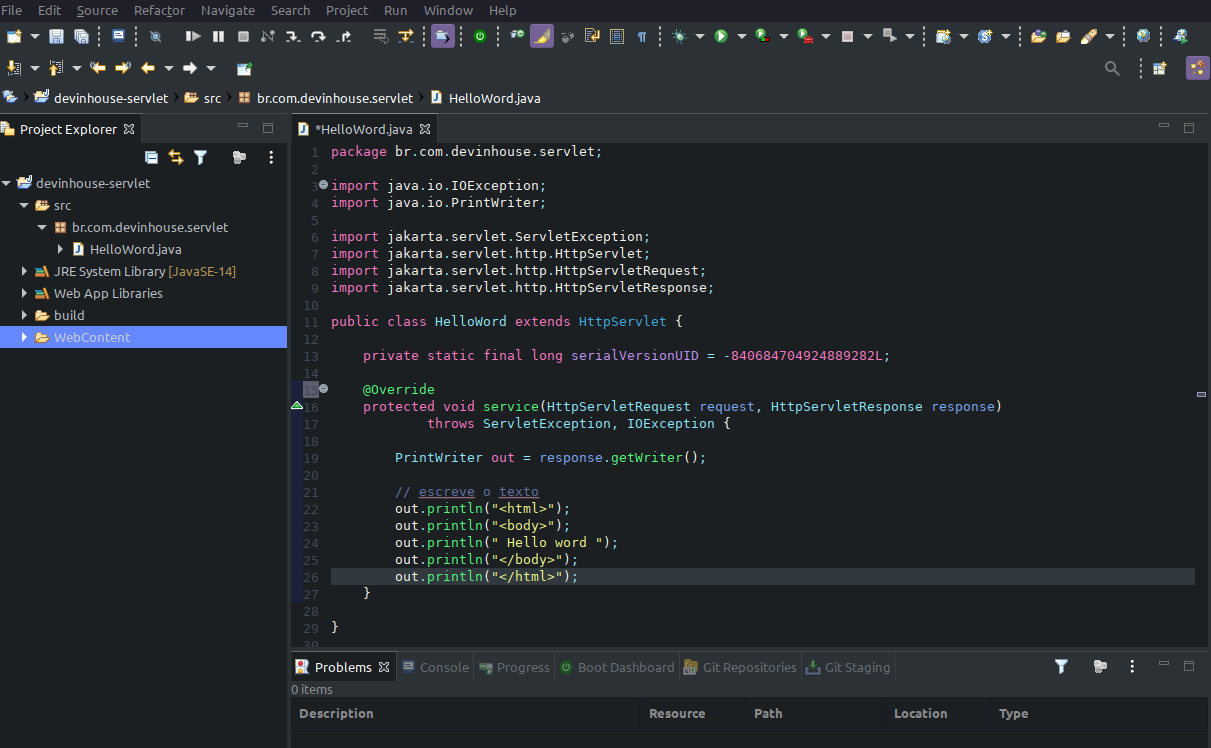 File Edit Source Refactor Navigate Search Project Run Window Help
devinhouse-servlet src br.com.devinhouse.servlet HelloWord.java
Project Explorer
devinhouse-servlet
src
br.com.devinhouse.servlet
HelloWord.java
JRE System Library [JavaSE-14]
Web App Libraries
build
WebContent
*HelloWord.java
1 package br.com.devinhouse.servlet;
2
3 import java.io.IOException;
4 import java.io.PrintWriter;
5
6 import jakarta.servlet.ServletException;
7 import jakarta.servlet.http.HttpServlet;
8 import jakarta.servlet.http.HttpServletRequest;
9 import jakarta.servlet.http.HttpServletResponse;
10
11 public class HelloWord extends HttpServlet {
12
13 private static final long serialVersionUID = -840684704924889282L;
14
15 @Override
16 protected void service(HttpServletRequest request, HttpServletResponse response)
17 throws ServletException, IOException {
18
19 PrintWriter out = response.getWriter();
20
21 // escreve o texto
22 out.println("<html>");
23 out.println("<body>");
24 out.println(" Hello word ");
25 out.println("</body>");
26 out.println("</html>");
27 }
28
29 }
30
Problems Console Progress Boot Dashboard Git Repositories Git Staging
0 items
Description Resource Path Location Type